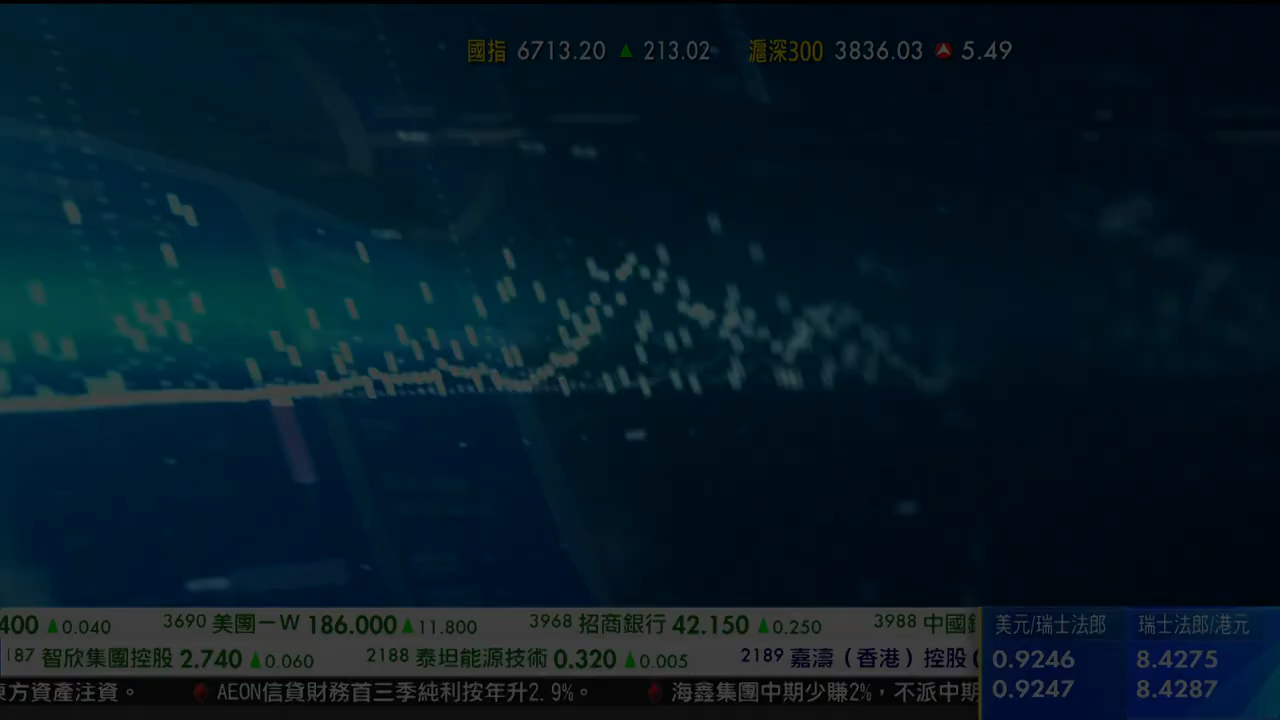 國指 6713.20 ▲ 213.02 滬深300 3836.03 5.49
400 ▲0.040 3690 美團－W 186.000 ▲11.800 3968 招商銀行 42.150 ▲0.250 3988 中國
187 智欣集團控股 2.740 ▲0.060 2188 泰坦能源技術 0.320 ▲0.005 2189 嘉濤（香港）控股
方資產注資。 AEON信貸財務首三季純利按年升2.9%。 海鑫集團中期少賺2%，不派中期
美元/瑞士法郎 瑞士法郎/港元
0.9246 8.4275
0.9247 8.4287